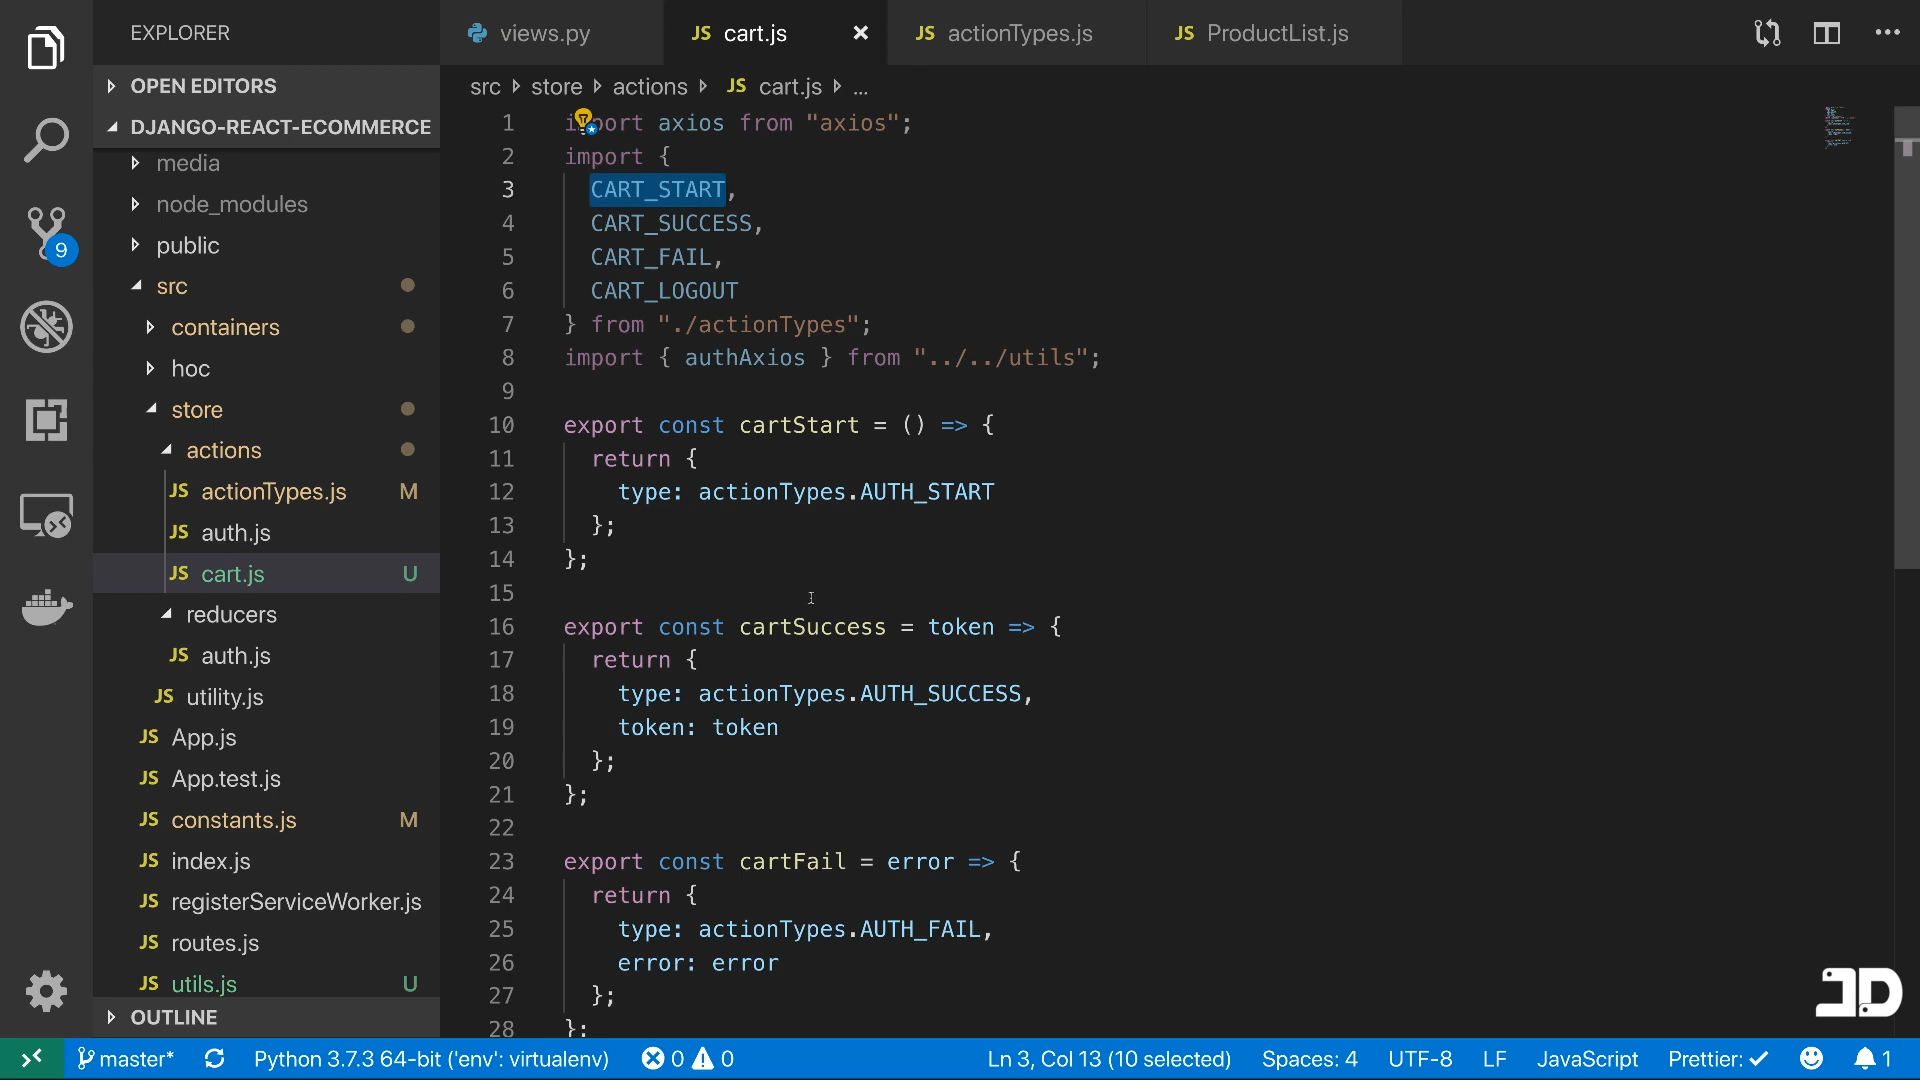 EXPLORER
OPEN EDITORS
DJANGO-REACT-ECOMMERCE
media
node_modules
public
src
containers
hoc
store
actions
JS actionTypes.js M
JS auth.js
JS cart.js U
reducers
JS auth.js
JS utility.js
JS App.js
JS App.test.js
JS constants.js M
JS index.js
JS registerServiceWorker.js
JS routes.js
JS utils.js U
OUTLINE
9
views.py JS cart.js × JS actionTypes.js JS ProductList.js
src store actions JS cart.js ...
1 import axios from "axios";
2 import {
3 CART_START,
4 CART_SUCCESS,
5 CART_FAIL,
6 CART_LOGOUT
7 } from "./actionTypes";
8 import { authAxios } from "../../utils";
9
10 export const cartStart = () => {
11 return {
12 type: actionTypes.AUTH_START
13 };
14 };
15
16 export const cartSuccess = token => {
17 return {
18 type: actionTypes.AUTH_SUCCESS,
19 token: token
20 };
21 };
22
23 export const cartFail = error => {
24 return {
25 type: actionTypes.AUTH_FAIL,
26 error: error
27 };
28 };
JD
master* Python 3.7.3 64-bit ('env': virtualenv) 0 0 Ln 3, Col 13 (10 selected) Spaces: 4 UTF-8 LF JavaScript Prettier: ✓ 1